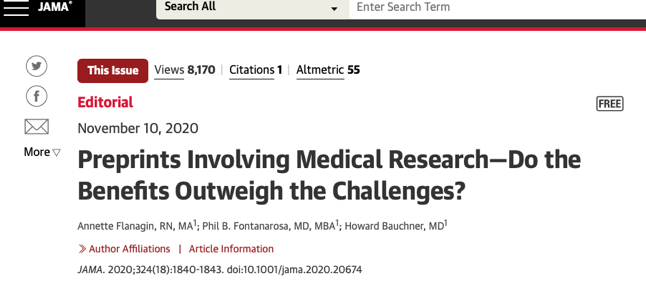 JAMA®
Search All
Enter Search Term
This Issue
Views 8,170 | Citations 1 | Altmetric 55
Editorial
FREE
November 10, 2020
More
Preprints Involving Medical Research—Do the
Benefits Outweigh the Challenges?
Annette Flanagin, RN, MA1; Phil B. Fontanarosa, MD, MBA1; Howard Bauchner, MD1
Author Affiliations | Article Information
JAMA. 2020;324(18):1840-1843. doi:10.1001/jama.2020.20674